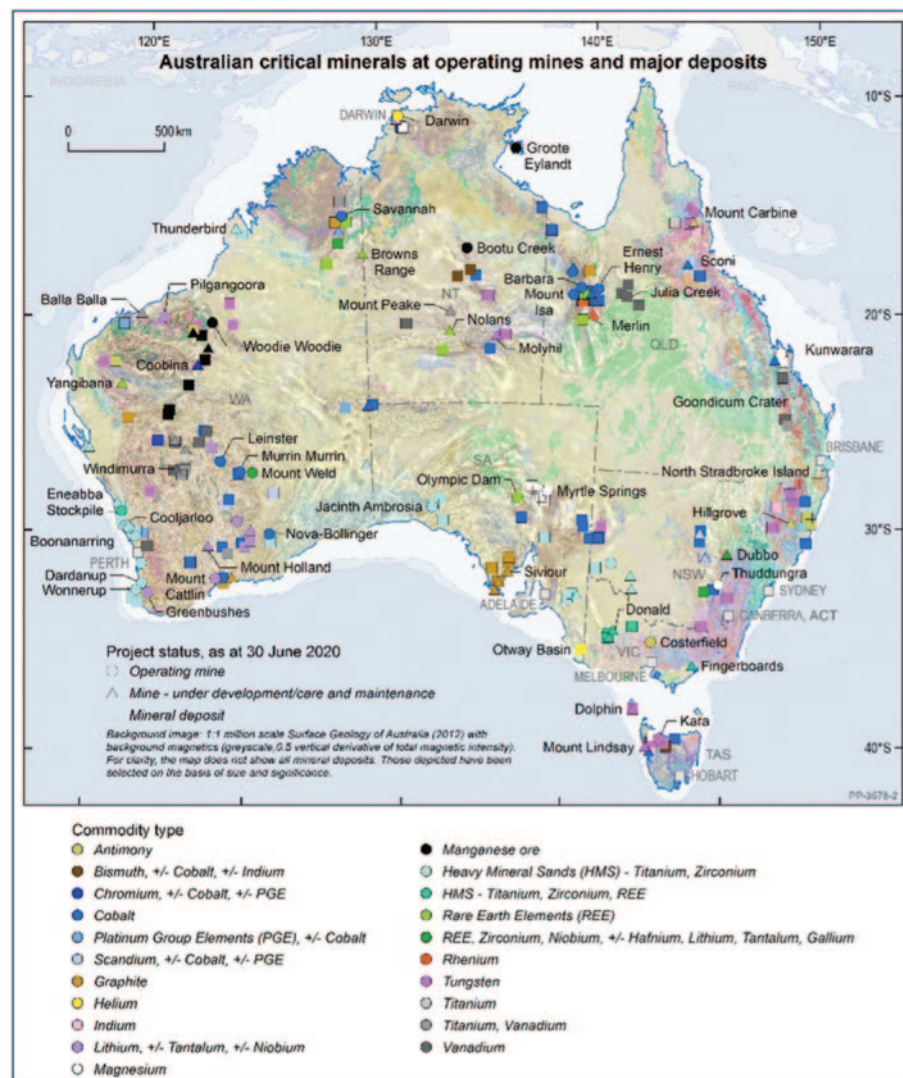 120°E 130°E 140°E 150°E
Australian critical minerals at operating mines and major deposits
INDONESIA
PNG
10°S
DARWIN
Darwin
0 500 km
Groote
Eylandt
Savannah
Mount Carbine
Thunderbird
Browns
Range
Bootu Creek
Ernest
Henry
Sconi
Barbara
Pilgangoora
Balla Balla
Mount Peake
NT
Mount
Isa
Julia Creek
20°S
Nolans
Merlin
Woodie Woodie
Molyhil
QLD
Kunwarara
Coobina
Yangibana
WA
Goondicum Crater
Leinster
BRISBANE
Murrin Murrin
Windimurra
Mount Weld
SA
North Stradbroke Island
Olympic Dam
Myrtle Springs
Eneabba
Stockpile
Jacinth Ambrosia
Hillgrove
Cooljarloo
Nova-Bollinger
30°S
Boonanarring
Dubbo
PERTH
Mount Holland
Siviour
NSW
Thuddungra
Dardanup
Wonnerup
Mount
Cattlin
SYDNEY
Greenbushes
ADELAIDE
Donald
CANBERRA, ACT
Otway Basin
VIC
Costerfield
Project status, as at 30 June 2020
MELBOURNE
Fingerboards
Operating mine
Mine - under development/care and maintenance
Mineral deposit
Dolphin
Kara
Background image: 1:1 million scale Surface Geology of Australia (2012) with
background magnetics (greyscale,0.5 vertical derivative of total magnetic intensity).
For clarity, the map does not show all mineral deposits. Those depicted have been
selected on the basis of size and significance.
Mount Lindsay
TAS
40°S
HOBART
PP-3678-2
Commodity type
Antimony
Bismuth, +/- Cobalt, +/- Indium
Chromium, +/- Cobalt, +/- PGE
Cobalt
Platinum Group Elements (PGE), +/- Cobalt
Scandium, +/- Cobalt, +/- PGE
Graphite
Helium
Indium
Lithium, +/- Tantalum, +/- Niobium
Magnesium
Manganese ore
Heavy Mineral Sands (HMS) - Titanium, Zirconium
HMS - Titanium, Zirconium, REE
Rare Earth Elements (REE)
REE, Zirconium, Niobium, +/- Hafnium, Lithium, Tantalum, Gallium
Rhenium
Tungsten
Titanium
Titanium, Vanadium
Vanadium